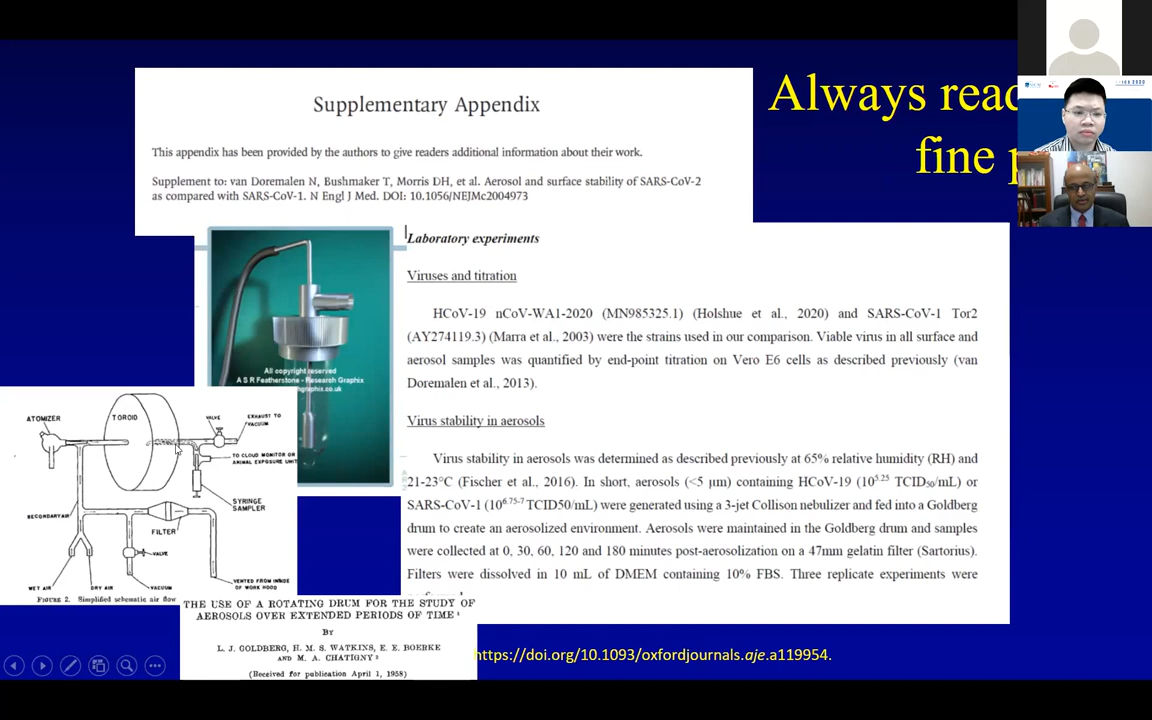 Always read
fine p
Supplementary Appendix
This appendix has been provided by the authors to give readers additional information about their work.
Supplement to: van Doremalen N, Bushmaker T, Morris DH, et al. Aerosol and surface stability of SARS-CoV-2
as compared with SARS-CoV-1. N Engl J Med. DOI: 10.1056/NEJMc2004973
Laboratory experiments
Viruses and titration
HCoV-19 nCoV-WA1-2020 (MN985325.1) (Holshue et al., 2020) and SARS-CoV-1 Tor2
(AY274119.3) (Marra et al., 2003) were the strains used in our comparison. Viable virus in all surface and
aerosol samples was quantified by end-point titration on Vero E6 cells as described previously (van
Doremalen et al., 2013).
Virus stability in aerosols
Virus stability in aerosols was determined as described previously at 65% relative humidity (RH) and
21-23°C (Fischer et al., 2016). In short, aerosols (<5 µm) containing HCoV-19 (10^5.25 TCID50/mL) or
SARS-CoV-1 (10^6.75-7 TCID50/mL) were generated using a 3-jet Collison nebulizer and fed into a Goldberg
drum to create an aerosolized environment. Aerosols were maintained in the Goldberg drum and samples
were collected at 0, 30, 60, 120 and 180 minutes post-aerosolization on a 47mm gelatin filter (Sartorius).
Filters were dissolved in 10 mL of DMEM containing 10% FBS. Three replicate experiments were
All copyright reserved
A S R Featherstone - Research Graphix
graphix.co.uk
ATOMIZER
TOROID
VALVE
EXHAUST TO
VACUUM
TO CLOUD MONITOR OR
ANIMAL EXPOSURE UNIT
SYRINGE
SAMPLER
SECONDARY AIR
FILTER
VALVE
WET AIR
DRY AIR
VACUUM
VENTED FROM INSIDE
OF WORK HOOD
FIGURE 2. Simplified schematic air flow
THE USE OF A ROTATING DRUM FOR THE STUDY OF
AEROSOLS OVER EXTENDED PERIODS OF TIME 1
BY
L. J. GOLDBERG, H. M. S. WATKINS, E. E. BOERKE
AND M. A. CHATIGNY 2
(Received for publication April 1, 1958)
https://doi.org/10.1093/oxfordjournals.aje.a119954.